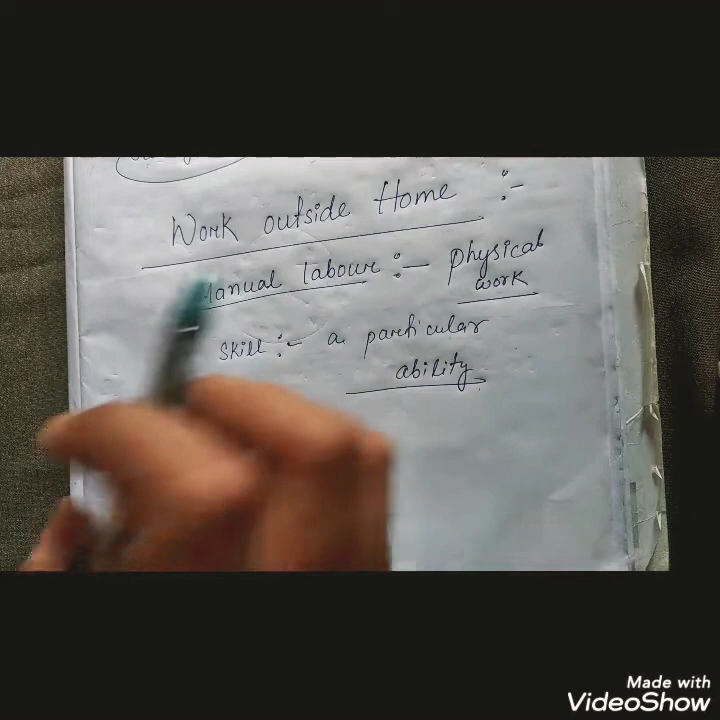 Work outside Home :-
Manual labour :- Physical
work
Skill :- a particular
ability
Made with
VideoShow